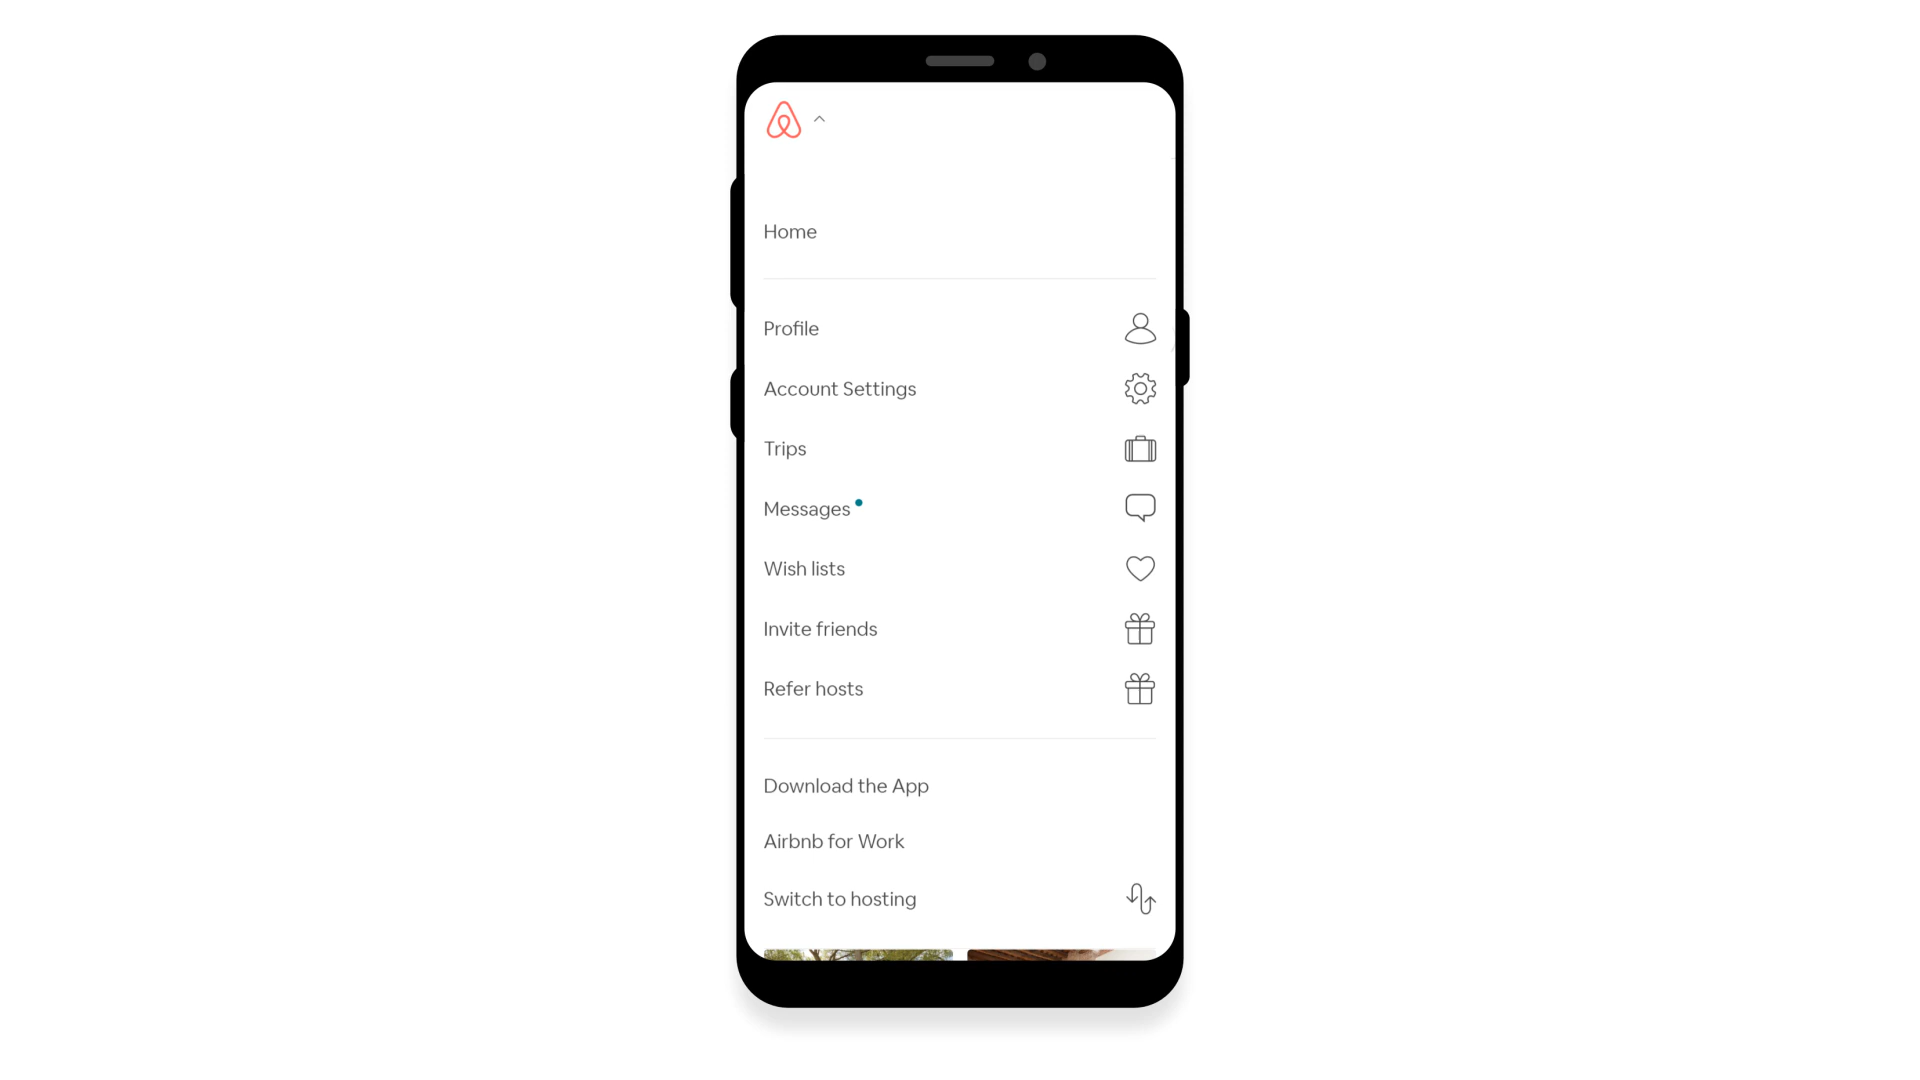 Home
Profile
Account Settings
Trips
Messages
Wish lists
Invite friends
Refer hosts
Download the App
Airbnb for Work
Switch to hosting